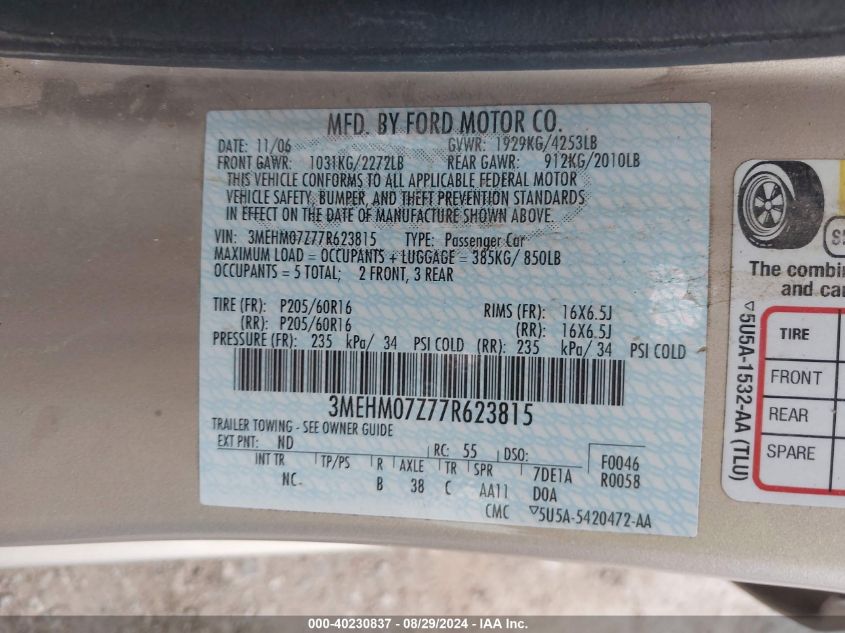 MFD. BY FORD MOTOR CO.
DATE: 11/06 GVWR: 1929KG/4253LB
FRONT GAWR: 1031KG/2272LB REAR GAWR: 912KG/2010LB
THIS VEHICLE CONFORMS TO ALL APPLICABLE FEDERAL MOTOR
VEHICLE SAFETY, BUMPER, AND THEFT PREVENTION STANDARDS
IN EFFECT ON THE DATE OF MANUFACTURE SHOWN ABOVE.
VIN: 3MEHM07Z77R623815 TYPE: Passenger Car
MAXIMUM LOAD = OCCUPANTS + LUGGAGE = 385KG/ 850LB
OCCUPANTS = 5 TOTAL; 2 FRONT, 3 REAR
TIRE (FR): P205/60R16 RIMS (FR): 16X6.5J
(RR): P205/60R16 (RR): 16X6.5J
PRESSURE (FR): 235 kPa/ 34 PSI COLD (RR): 235 kPa/ 34 PSI COLD
3MEHM07Z77R623815
TRAILER TOWING - SEE OWNER GUIDE
EXT PNT: ND RC: 55 DSO: F0046
INT TR TP/PS R AXLE TR SPR 7DE1A R0058
NC B 38 C AA11 D0A
CMC ▽5U5A-5420472-AA
The combin
and car
TIRE
FRONT
REAR
SPARE
▽5U5A-1532-AA (TLU)
000-40230837 - 08/29/2024 - IAA Inc.